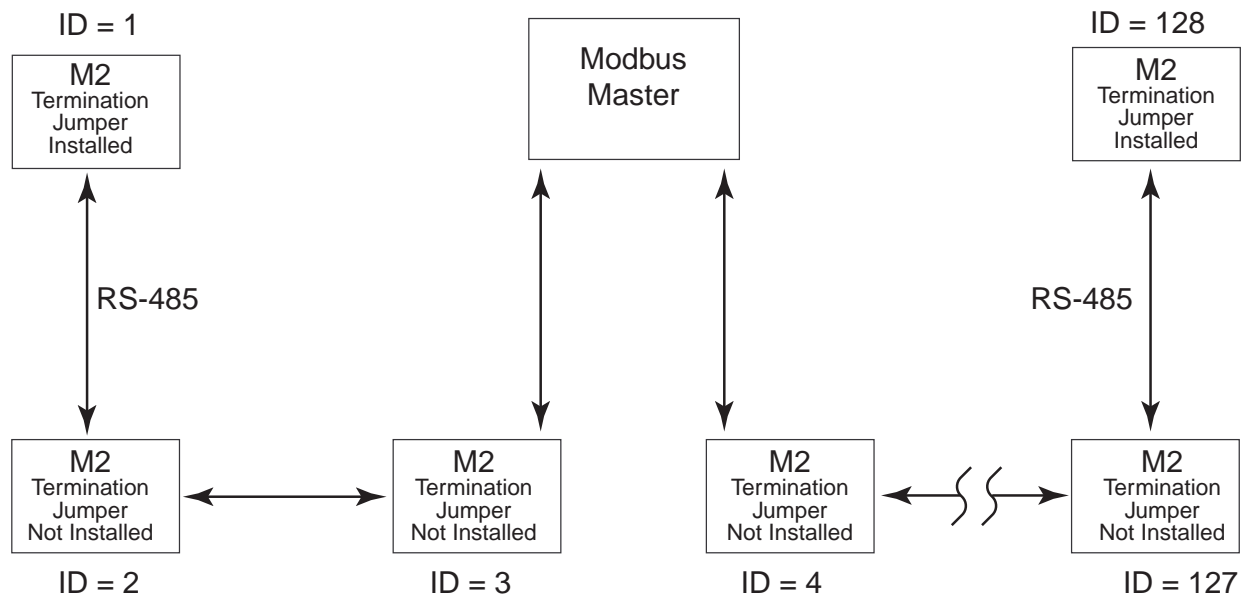 ID = 1
M2
Termination
Jumper
Installed
Modbus
Master
ID = 128
M2
Termination
Jumper
Installed
RS-485
RS-485
M2
Termination
Jumper
Not Installed
ID = 2
M2
Termination
Jumper
Not Installed
ID = 3
M2
Termination
Jumper
Not Installed
ID = 4
M2
Termination
Jumper
Not Installed
ID = 127